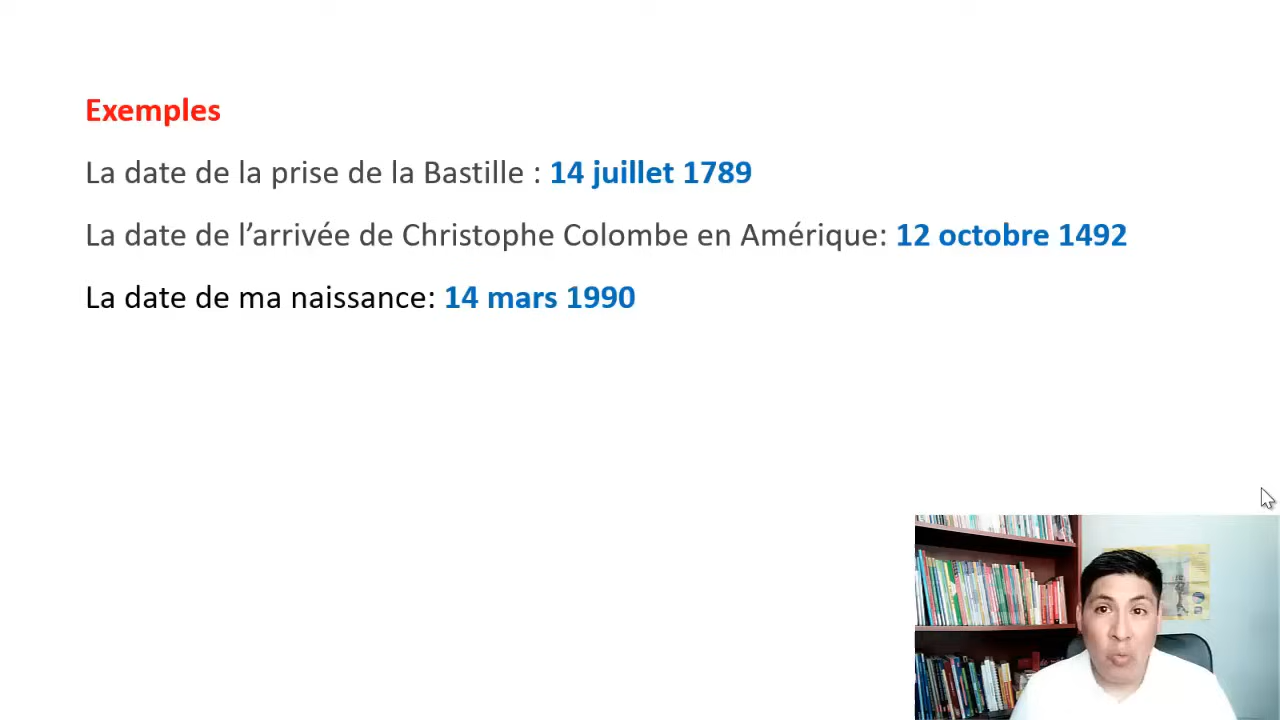 Exemples
La date de la prise de la Bastille : 14 juillet 1789
La date de l’arrivée de Christophe Colombe en Amérique: 12 octobre 1492
La date de ma naissance: 14 mars 1990